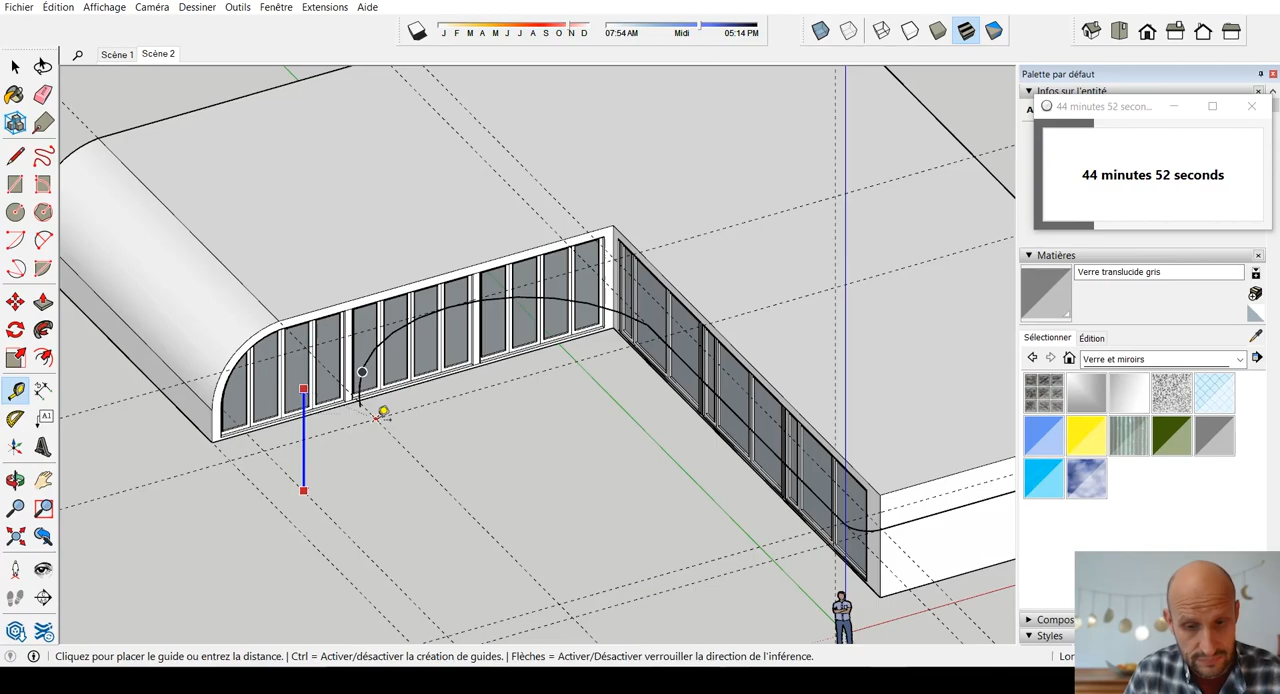 Fichier Édition Affichage Caméra Dessiner Outils Fenêtre Extensions Aide
J F M A M J J A S O N D
07:54 AM Midi 05:14 PM
Scène 1 Scène 2
Palette par défaut
Infos sur l'entité
44 minutes 52 secon...
44 minutes 52 seconds
Matières
Verre translucide gris
Sélectionner Édition
Verre et miroirs
A1
Compos
Styles
Cliquez pour placer le guide ou entrez la distance. | Ctrl = Activer/désactiver la création de guides. | Flèches = Activer/Désactiver verrouiller la direction de l'inférence.
Lor